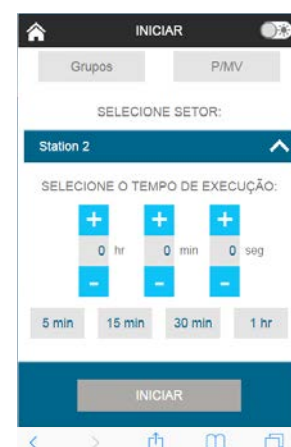 INICIAR
Grupos P/MV
SELECIONE SETOR:
Station 2
SELECIONE O TEMPO DE EXECUÇÃO:
+ + +
0 hr 0 min 0 seg
- - -
5 min 15 min 30 min 1 hr
INICIAR